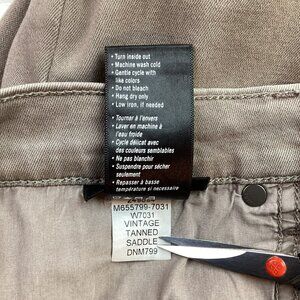 • Turn inside out
• Machine wash cold
• Gentle cycle with
like colors
• Do not bleach
• Hang dry only
• Low iron, if needed
• Tourner à l'envers
• Laver en machine à
l'eau froide
• Cycle délicat avec
des couleurs semblables
• Ne pas blanchir
• Suspendre pour sécher
seulement
• Repasser à basse
température si nécessaire
M655799-7031
W7031
VINTAGE
TANNED
SADDLE
DNM799